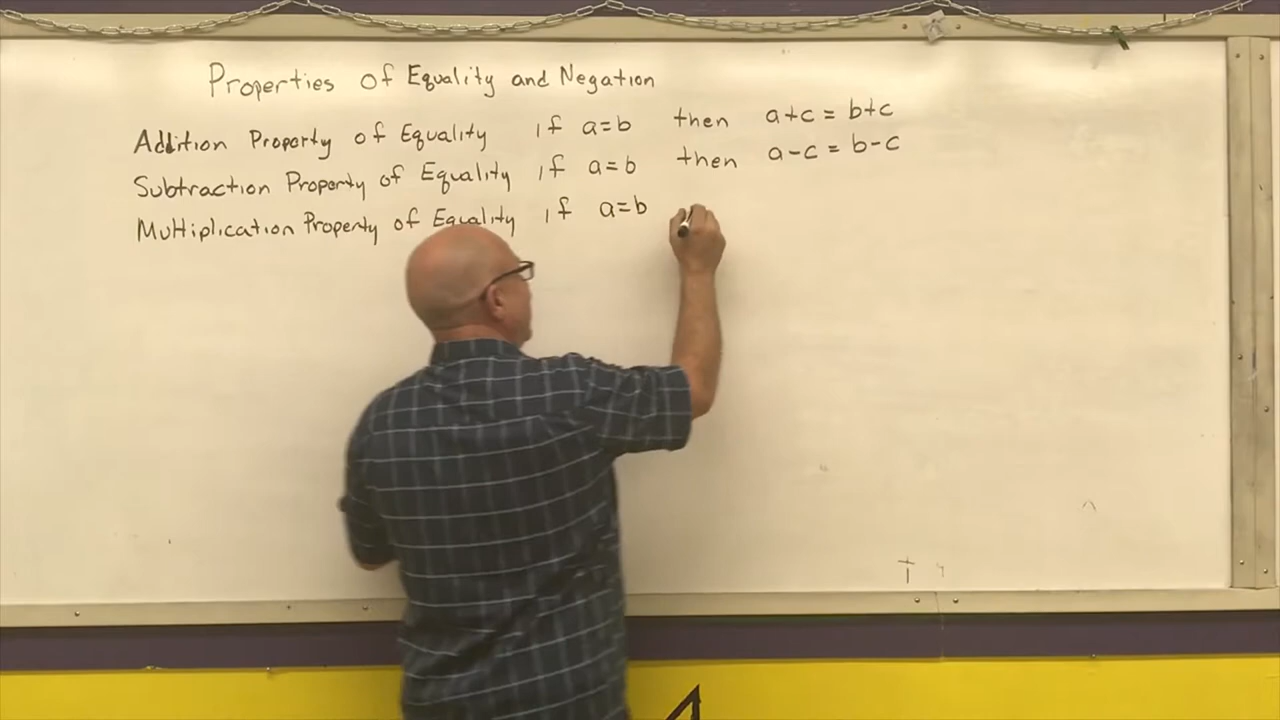 Properties of Equality and Negation
Addition Property of Equality if a=b then a+c = b+c
Subtraction Property of Equality if a=b then a-c = b-c
Multiplication Property of Equality if a=b